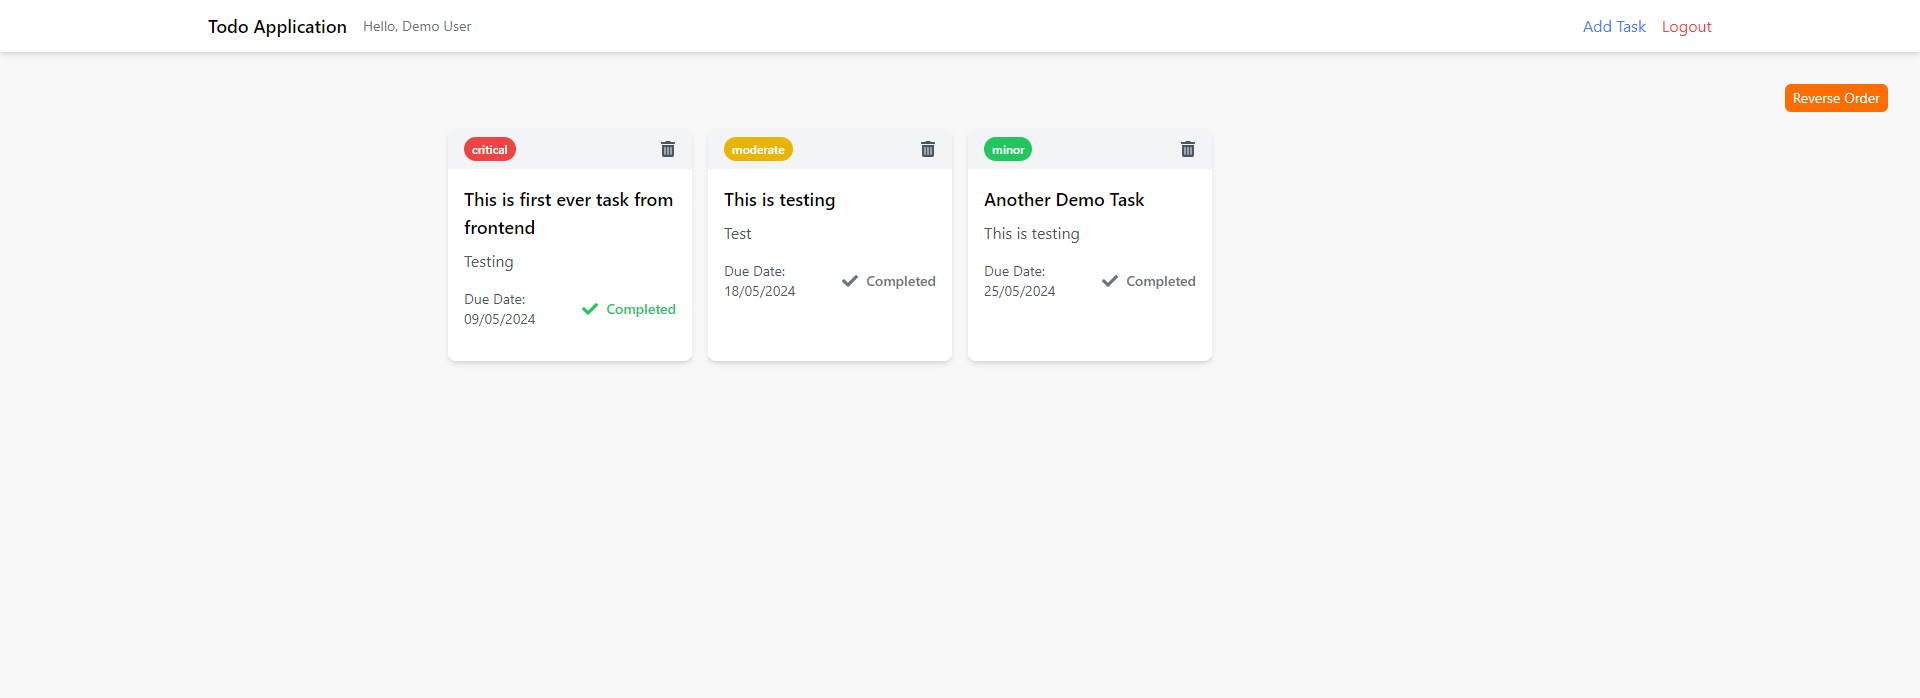 Todo Application Hello, Demo User Add Task Logout
Reverse Order
critical
This is first ever task from
frontend
Testing
Due Date:
09/05/2024
Completed
moderate
This is testing
Test
Due Date:
18/05/2024
Completed
minor
Another Demo Task
This is testing
Due Date:
25/05/2024
Completed